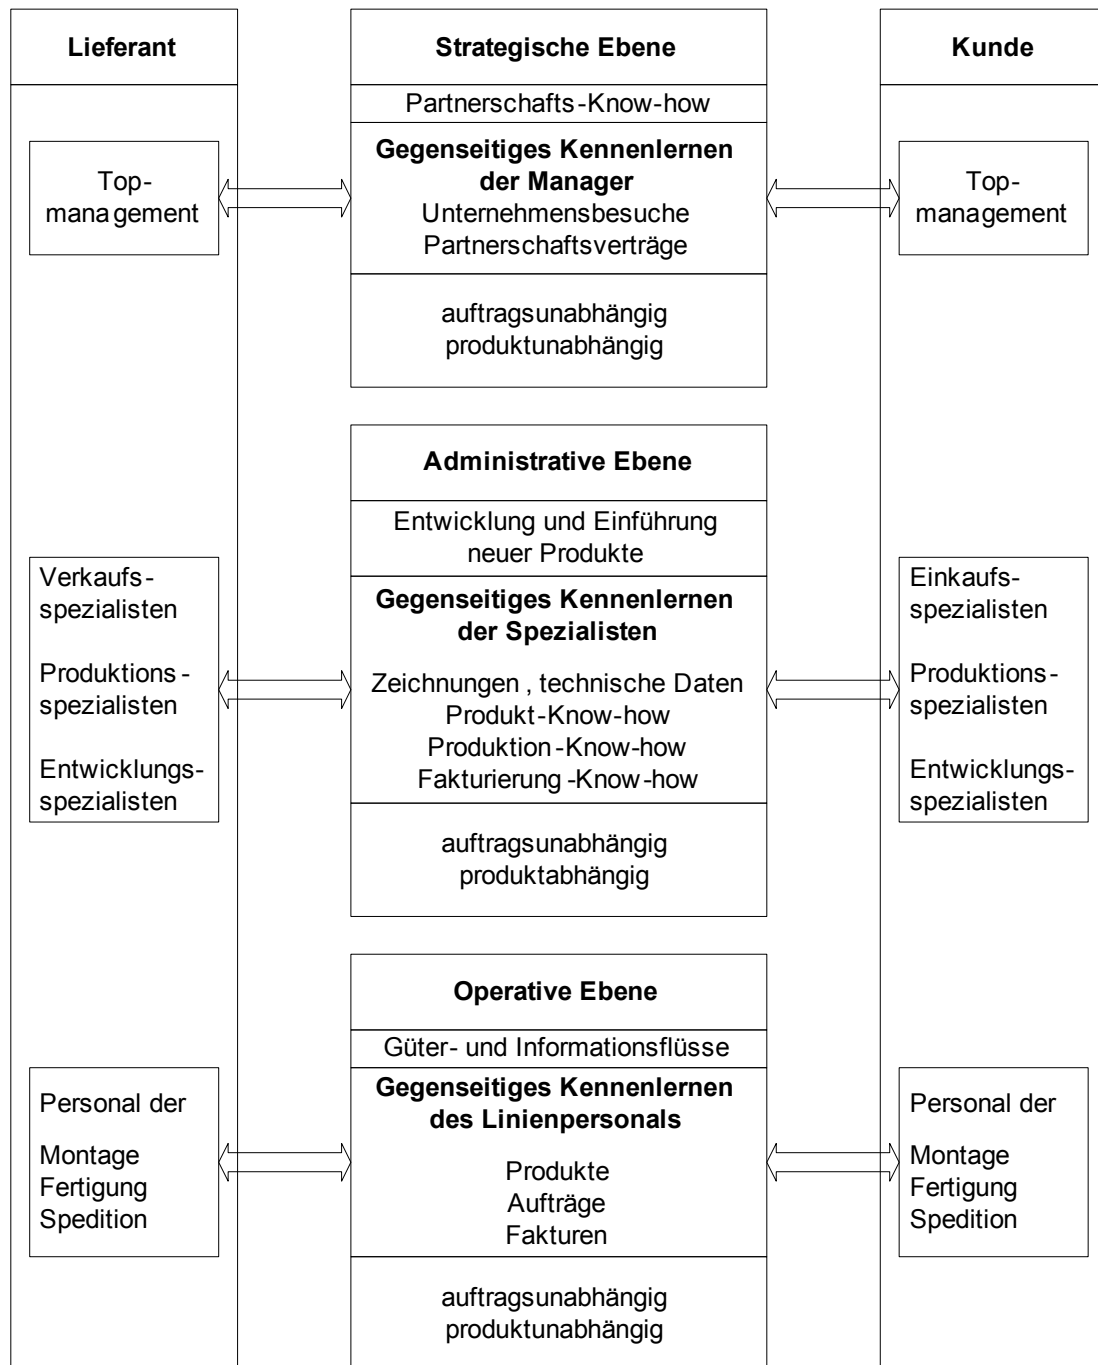 Lieferant
Strategische Ebene
Kunde
Partnerschafts-Know-how
Gegenseitiges Kennenlernen
der Manager
Unternehmensbesuche
Partnerschaftsverträge
Top-
management
Top-
management
auftragsunabhängig
produktunabhängig
Administrative Ebene
Entwicklung und Einführung
neuer Produkte
Verkaufs-
spezialisten
Produktions-
spezialisten
Entwicklungs-
spezialisten
Gegenseitiges Kennenlernen
der Spezialisten
Zeichnungen, technische Daten
Produkt-Know-how
Produktion-Know-how
Fakturierung-Know-how
Einkaufs-
spezialisten
Produktions-
spezialisten
Entwicklungs-
spezialisten
auftragsunabhängig
produktabhängig
Operative Ebene
Güter- und Informationsflüsse
Personal der
Montage
Fertigung
Spedition
Gegenseitiges Kennenlernen
des Linienpersonals
Produkte
Aufträge
Fakturen
Personal der
Montage
Fertigung
Spedition
auftragsunabhängig
produktunabhängig